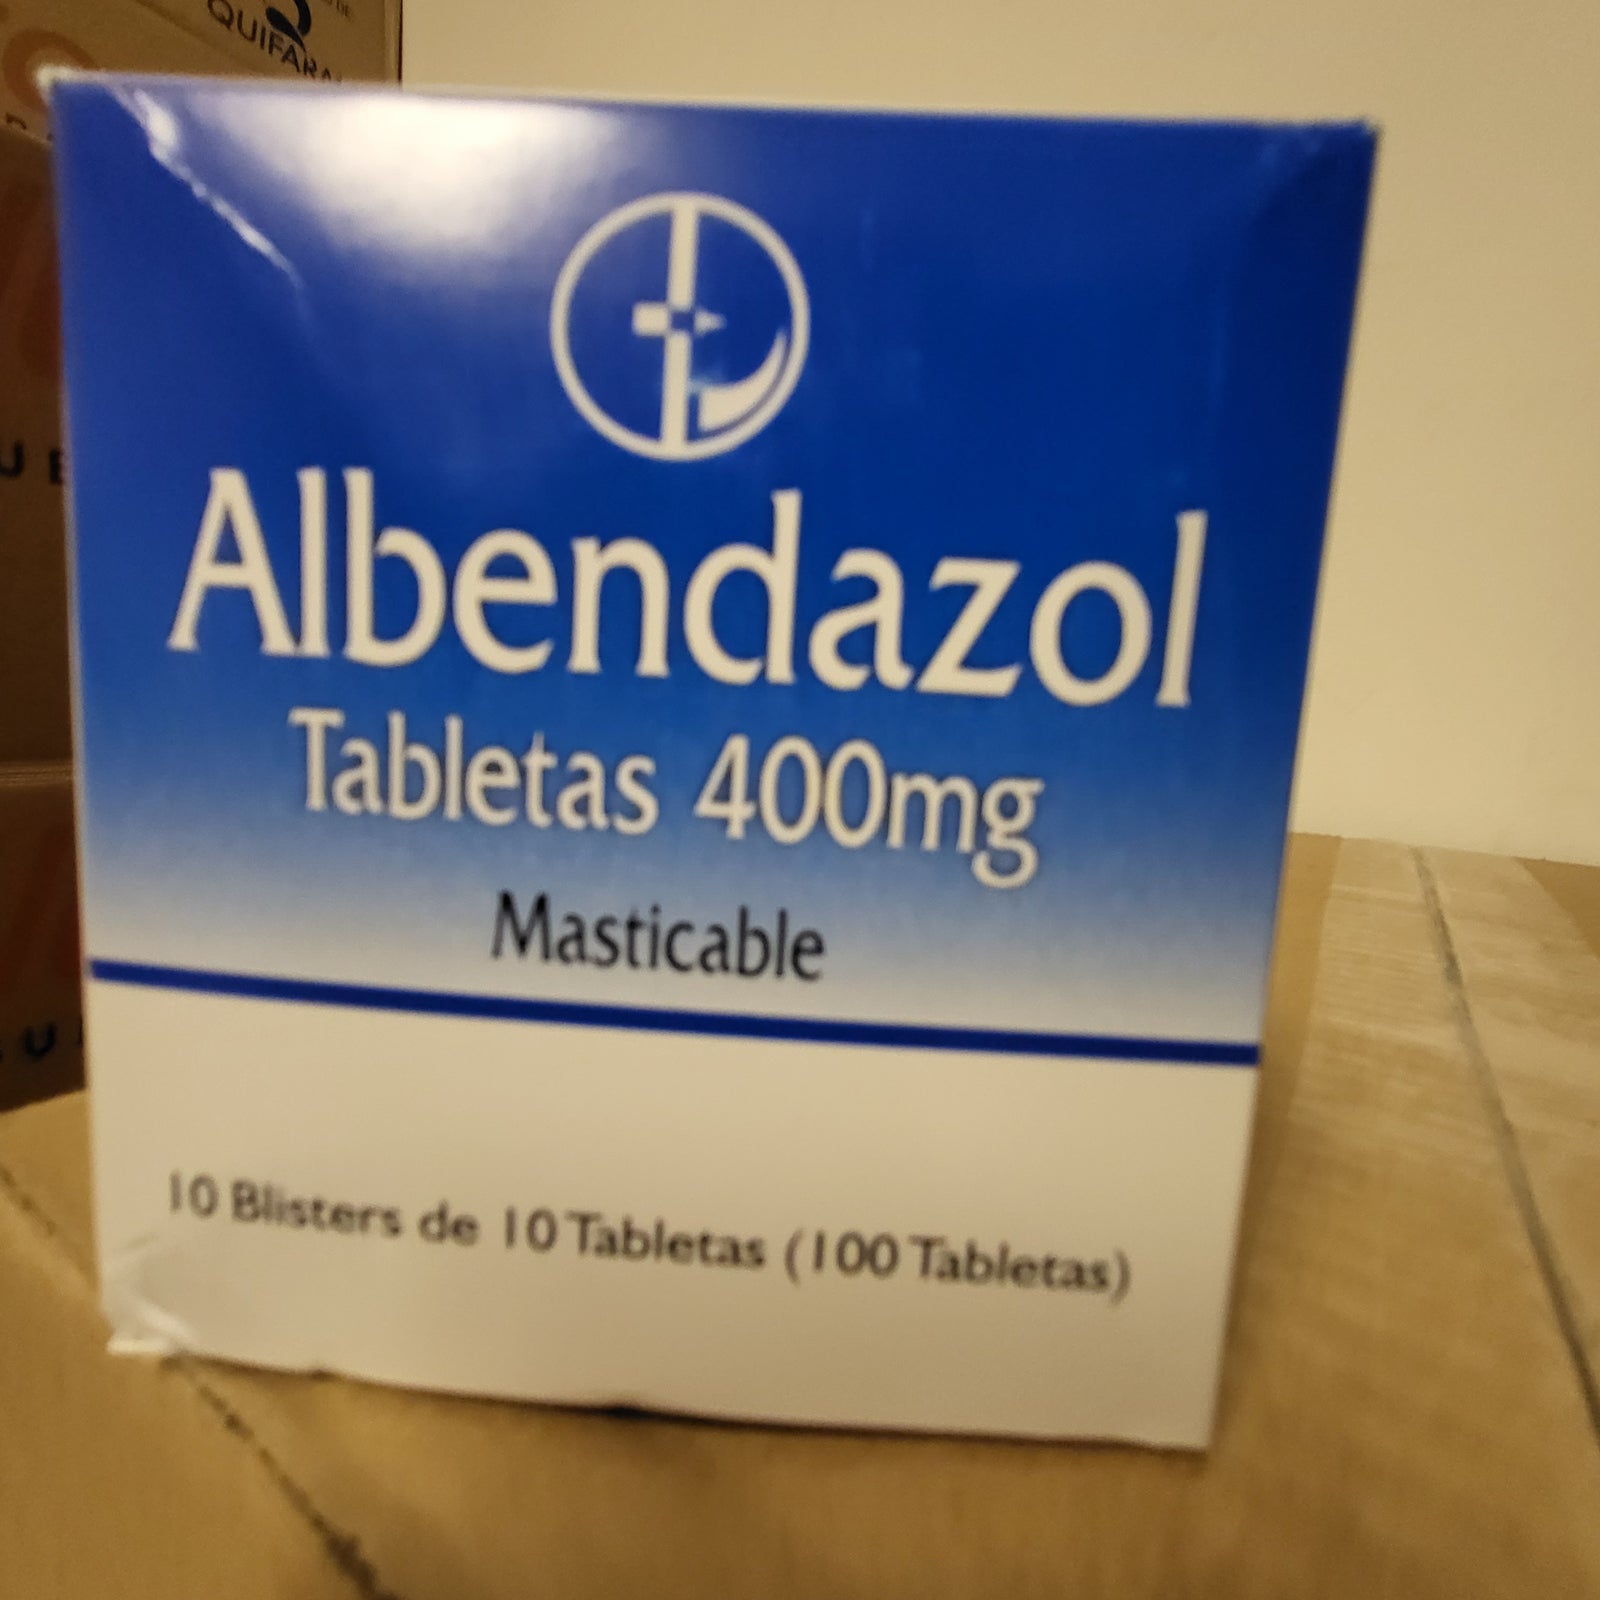 Albendazol
Tabletas 400mg
Masticable
10 Blisters de 10 Tabletas (100 Tabletas)